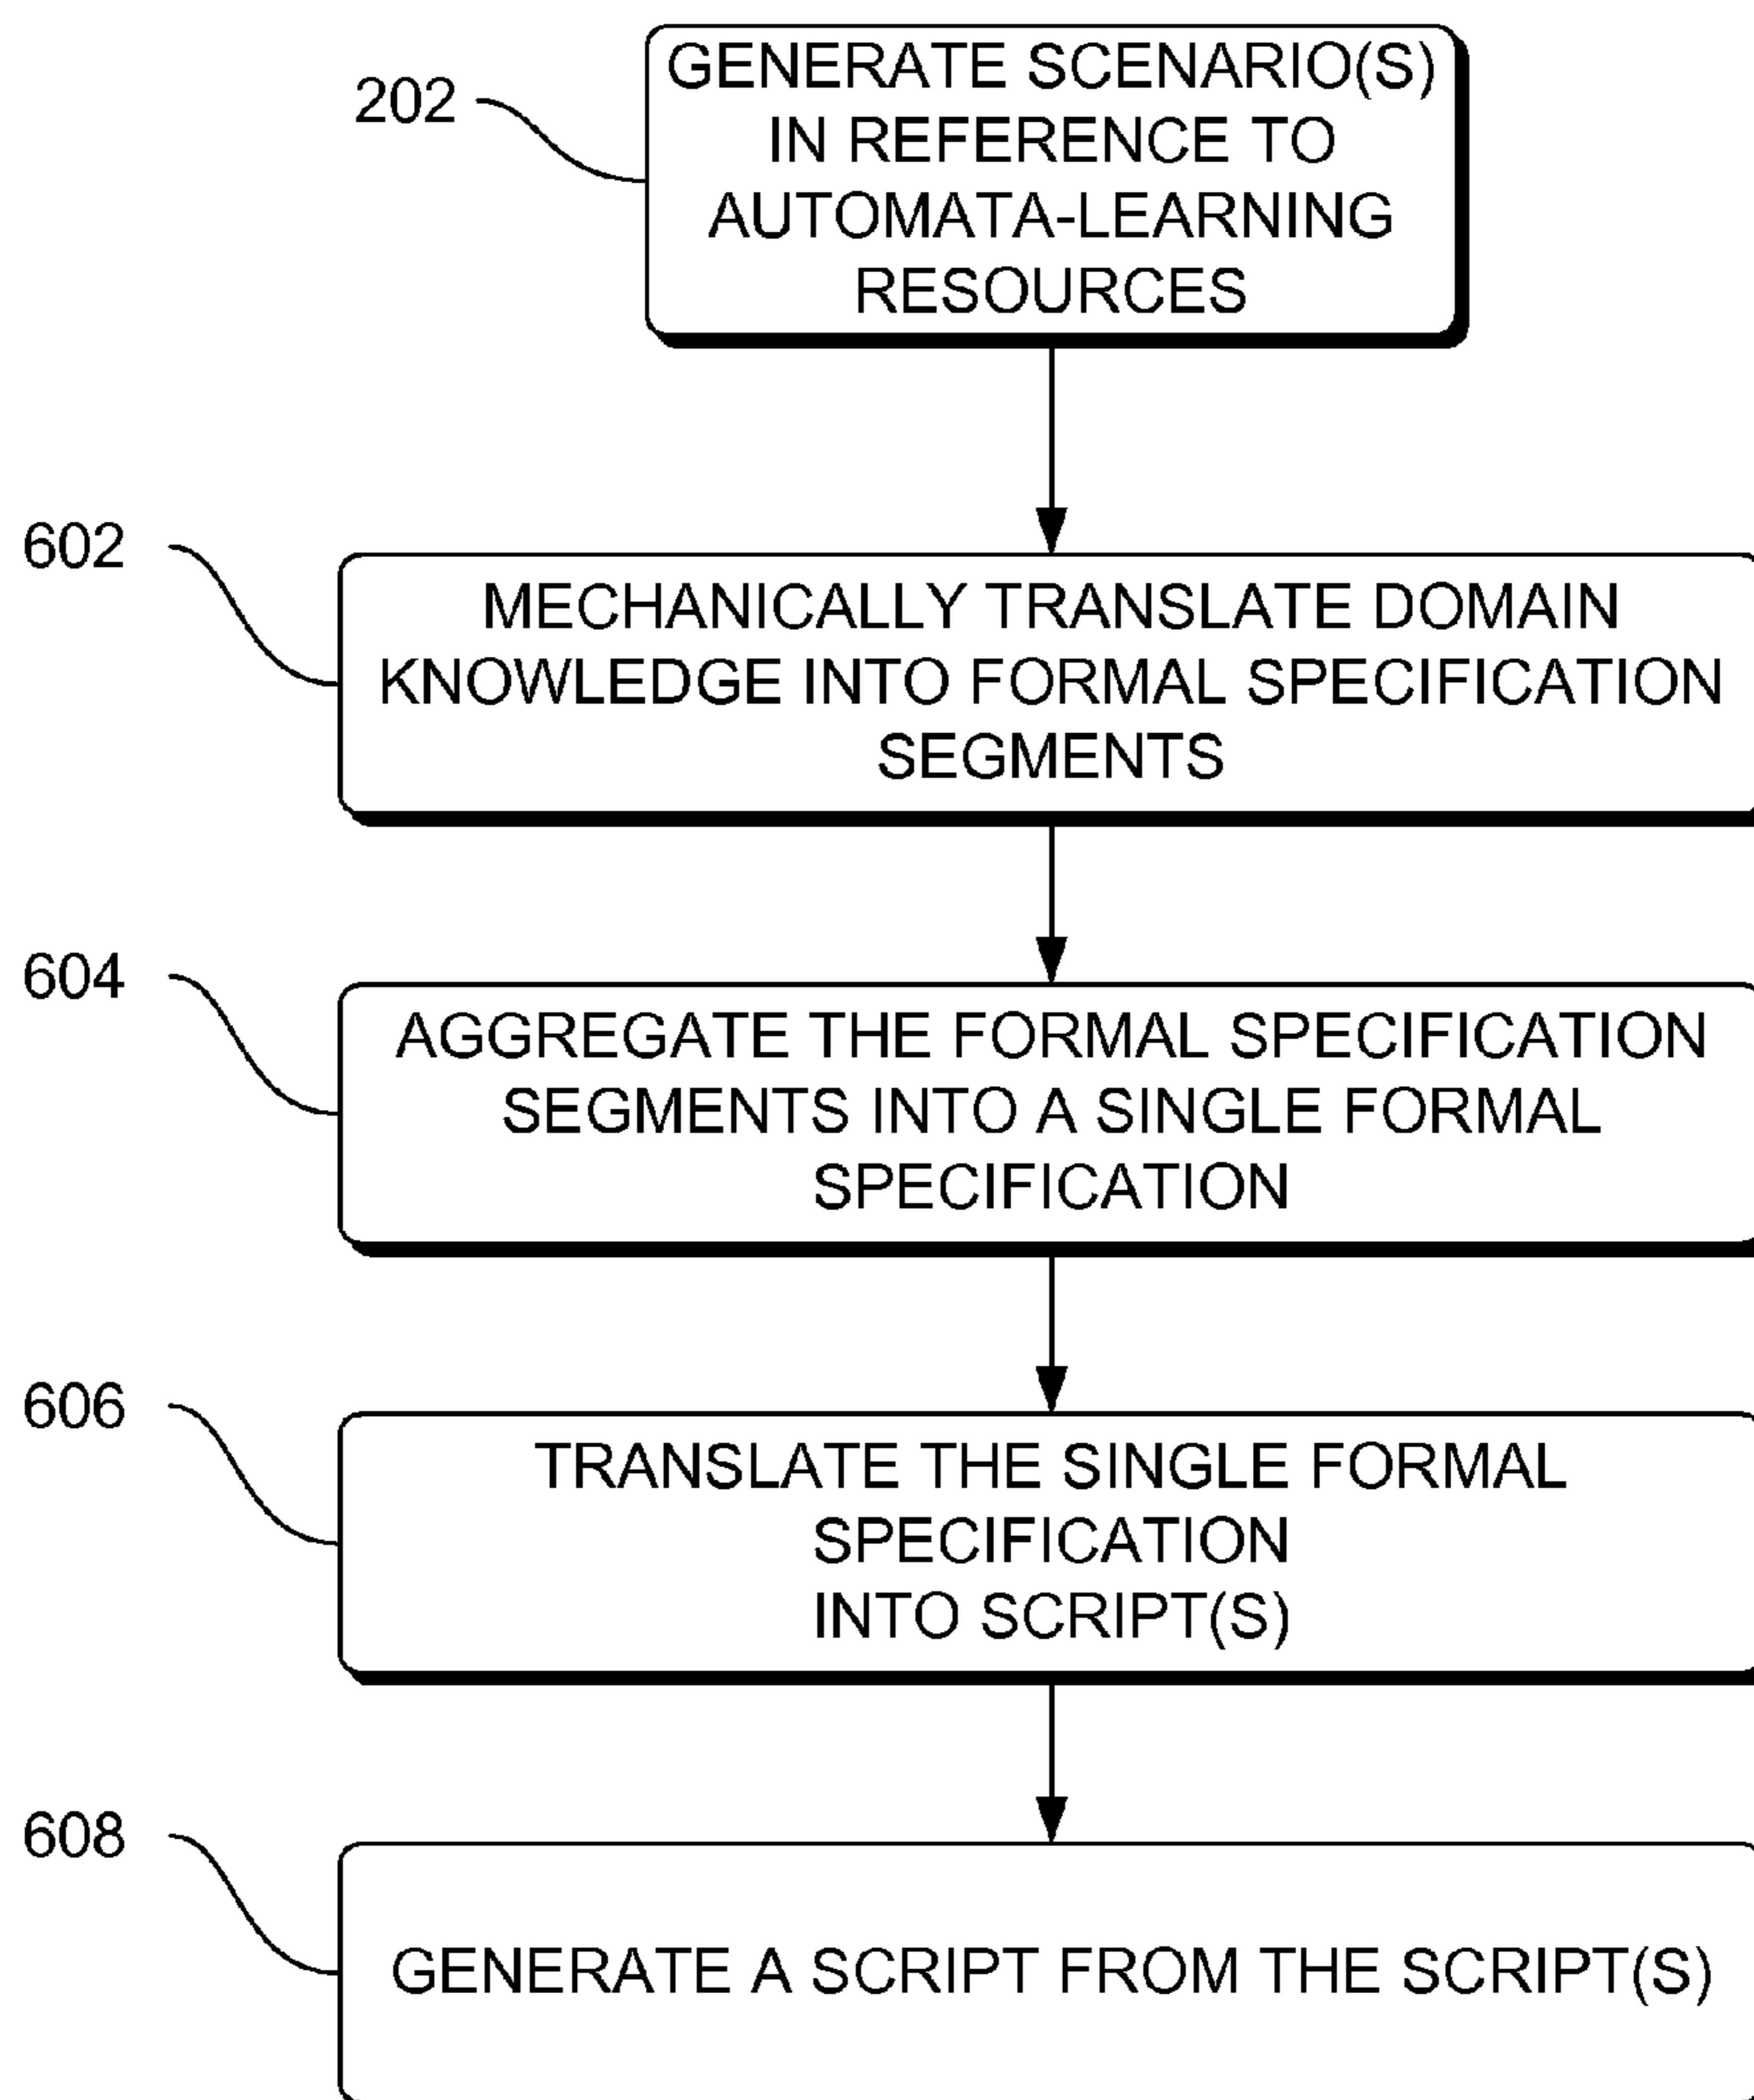 202
GENERATE SCENARIO(S)
IN REFERENCE TO
AUTOMATA-LEARNING
RESOURCES
602
MECHANICALLY TRANSLATE DOMAIN
KNOWLEDGE INTO FORMAL SPECIFICATION
SEGMENTS
604
AGGREGATE THE FORMAL SPECIFICATION
SEGMENTS INTO A SINGLE FORMAL
SPECIFICATION
606
TRANSLATE THE SINGLE FORMAL
SPECIFICATION
INTO SCRIPT(S)
608
GENERATE A SCRIPT FROM THE SCRIPT(S)